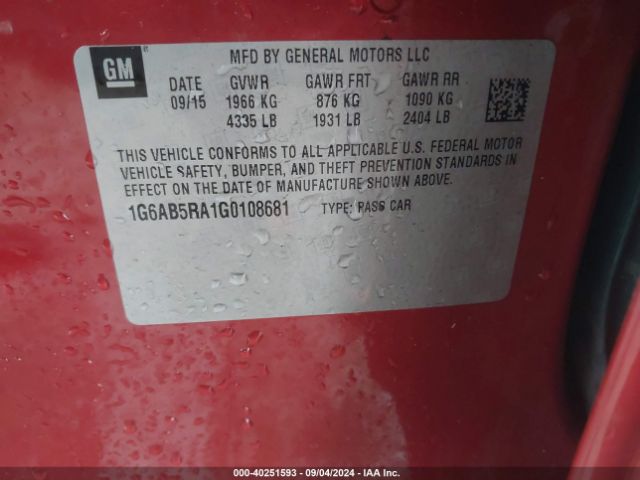 GM
MFD BY GENERAL MOTORS LLC
DATE GVWR GAWR FRT GAWR RR
09/15 1966 KG 876 KG 1090 KG
4335 LB 1931 LB 2404 LB
THIS VEHICLE CONFORMS TO ALL APPLICABLE U.S. FEDERAL MOTOR
VEHICLE SAFETY, BUMPER, AND THEFT PREVENTION STANDARDS IN
EFFECT ON THE DATE OF MANUFACTURE SHOWN ABOVE.
1G6AB5RA1G0108681 TYPE: PASS CAR
000-40251593 - 09/04/2024 - IAA Inc.